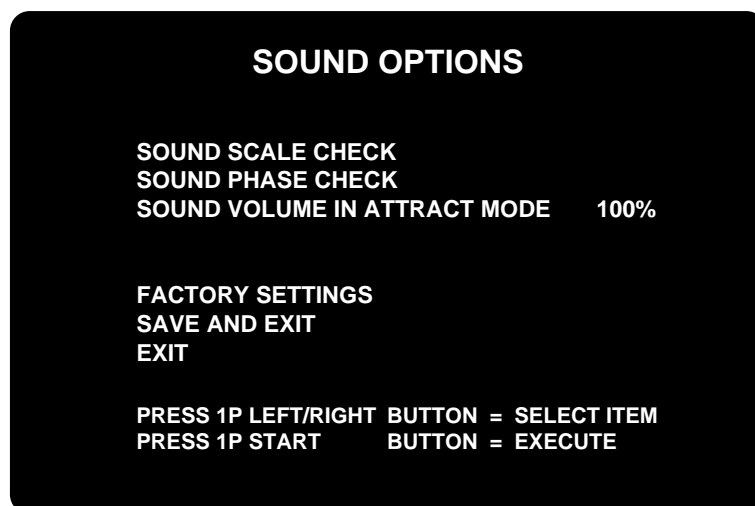 SOUND OPTIONS
SOUND SCALE CHECK
SOUND PHASE CHECK
SOUND VOLUME IN ATTRACT MODE 100%
FACTORY SETTINGS
SAVE AND EXIT
EXIT
PRESS 1P LEFT/RIGHT BUTTON = SELECT ITEM
PRESS 1P START BUTTON = EXECUTE